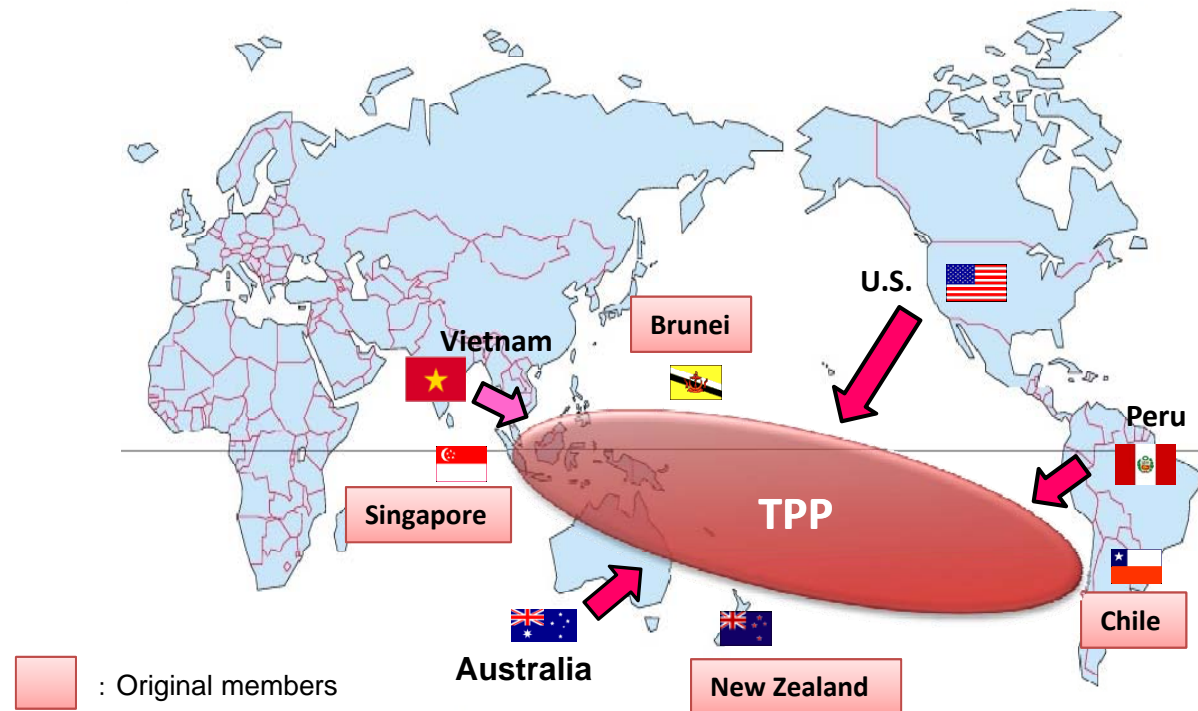 U.S.
Brunei
Vietnam
Peru
Singapore
TPP
Chile
Australia
New Zealand
: Original members